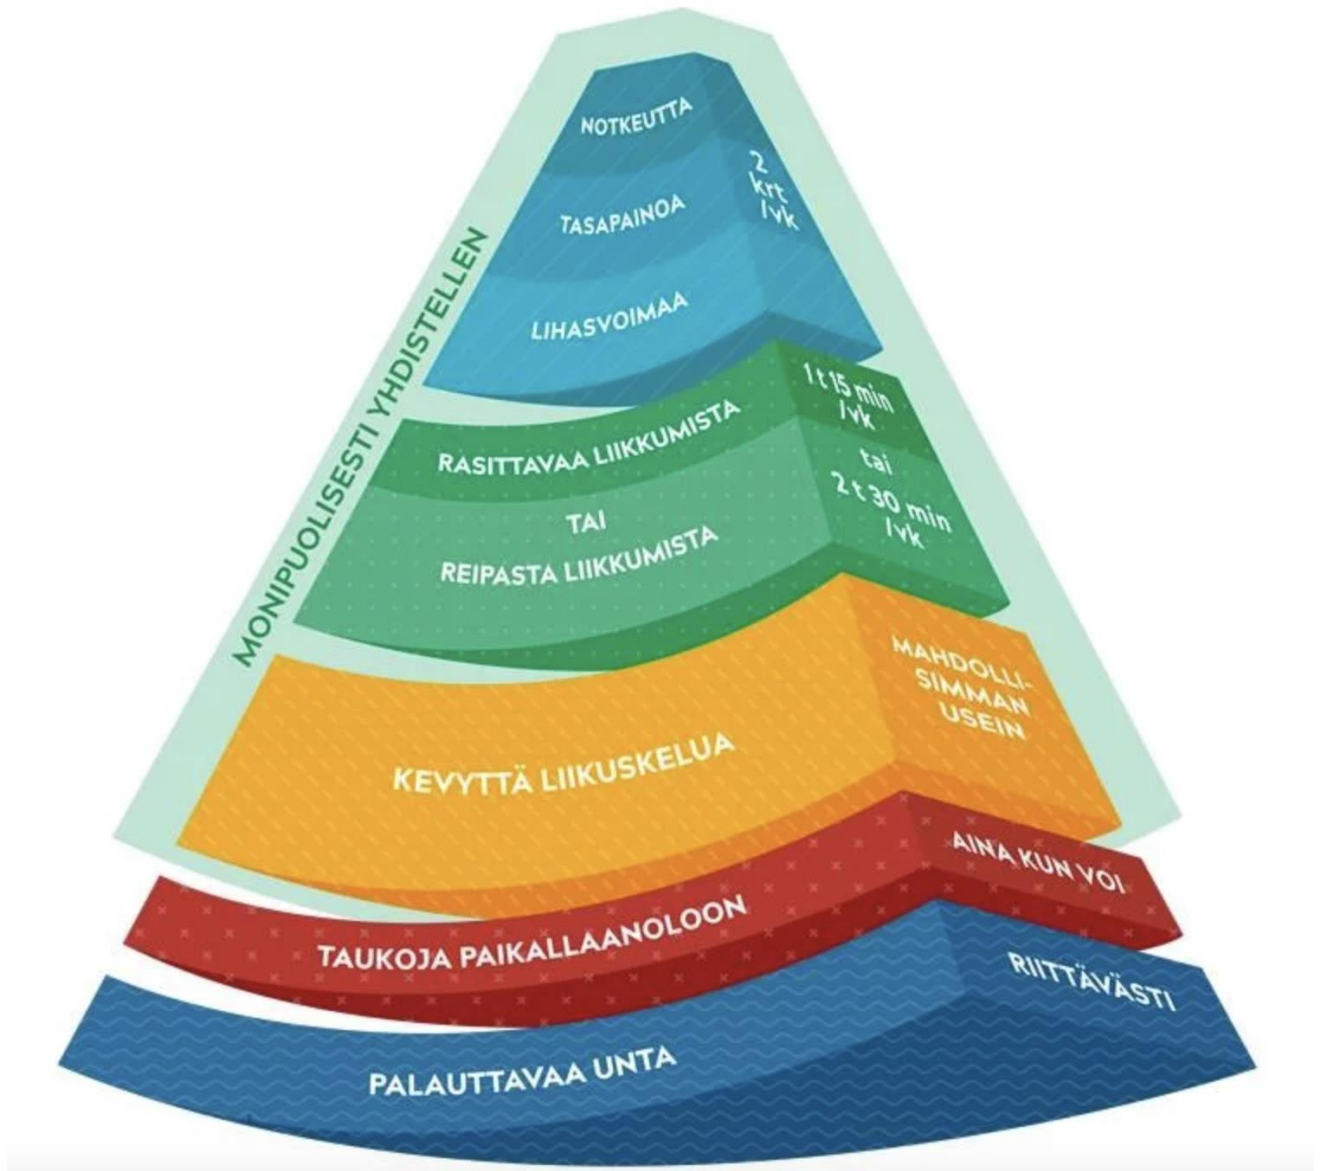 NOTKEUTTA
TASAPAINOA
LIHASVOIMAA
2
krt
/vk
MONIPUOLISESTI YHDISTELLEN
RASITTAVAA LIIKKUMISTA
1 t 15 min
/vk
TAI
REIPASTA LIIKKUMISTA
tai
2 t 30 min
/vk
KEVYTTÄ LIIKUSKELUA
MAHDOLLI-
SIMMAN
USEIN
TAUKOJA PAIKALLAANOLOON
AINA KUN VOI
PALAUTTAVAA UNTA
RIITTÄVÄSTI